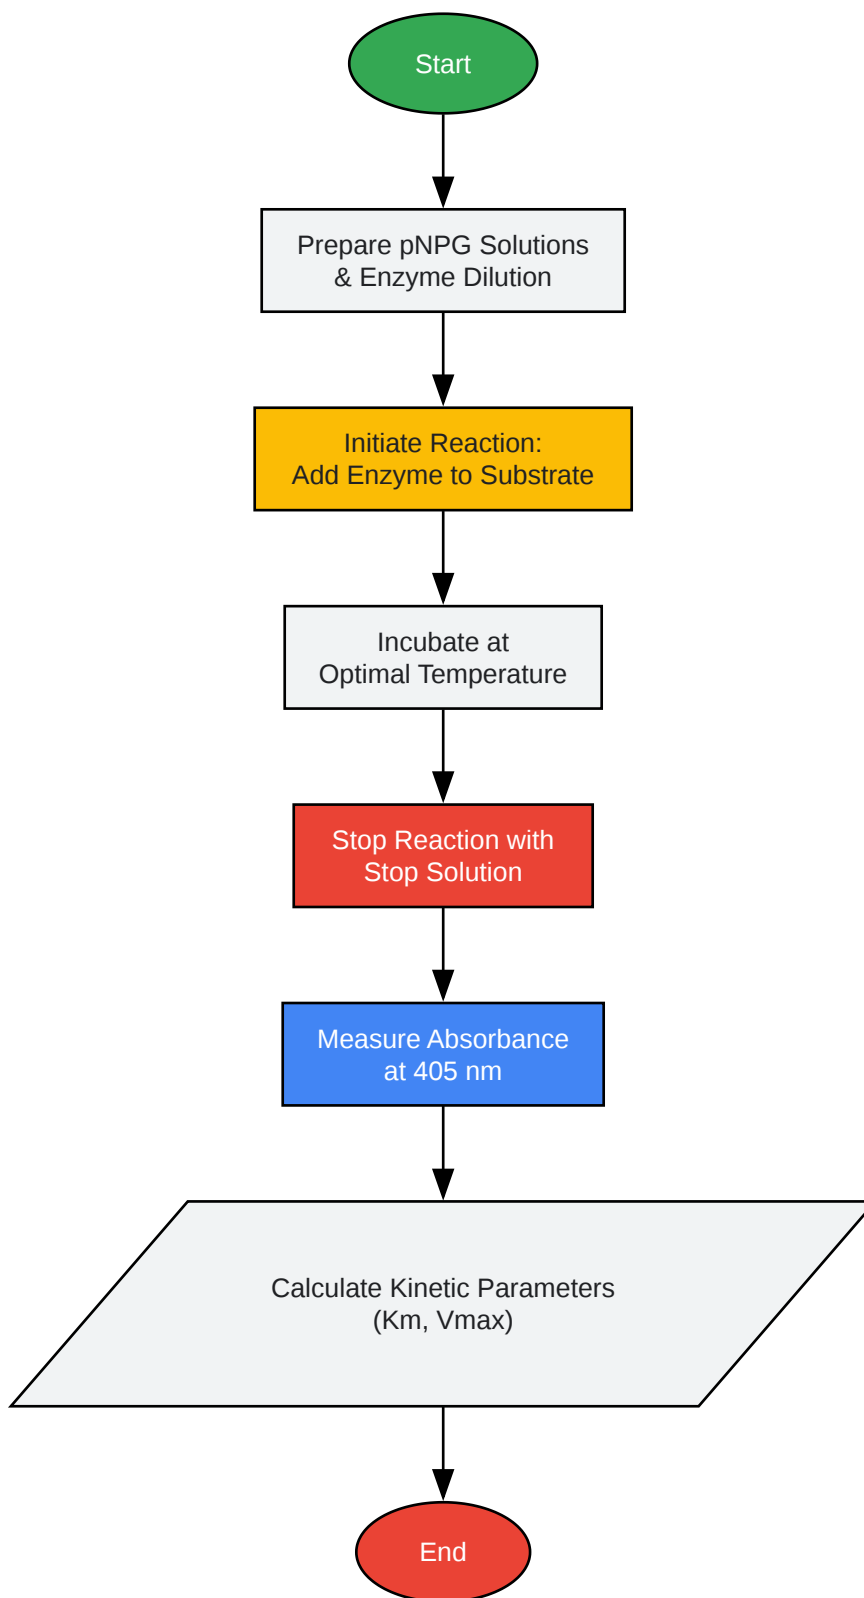 Start
Prepare pNPG Solutions
& Enzyme Dilution
Initiate Reaction:
Add Enzyme to Substrate
Incubate at
Optimal Temperature
Stop Reaction with
Stop Solution
Measure Absorbance
at 405 nm
Calculate Kinetic Parameters
(Km, Vmax)
End